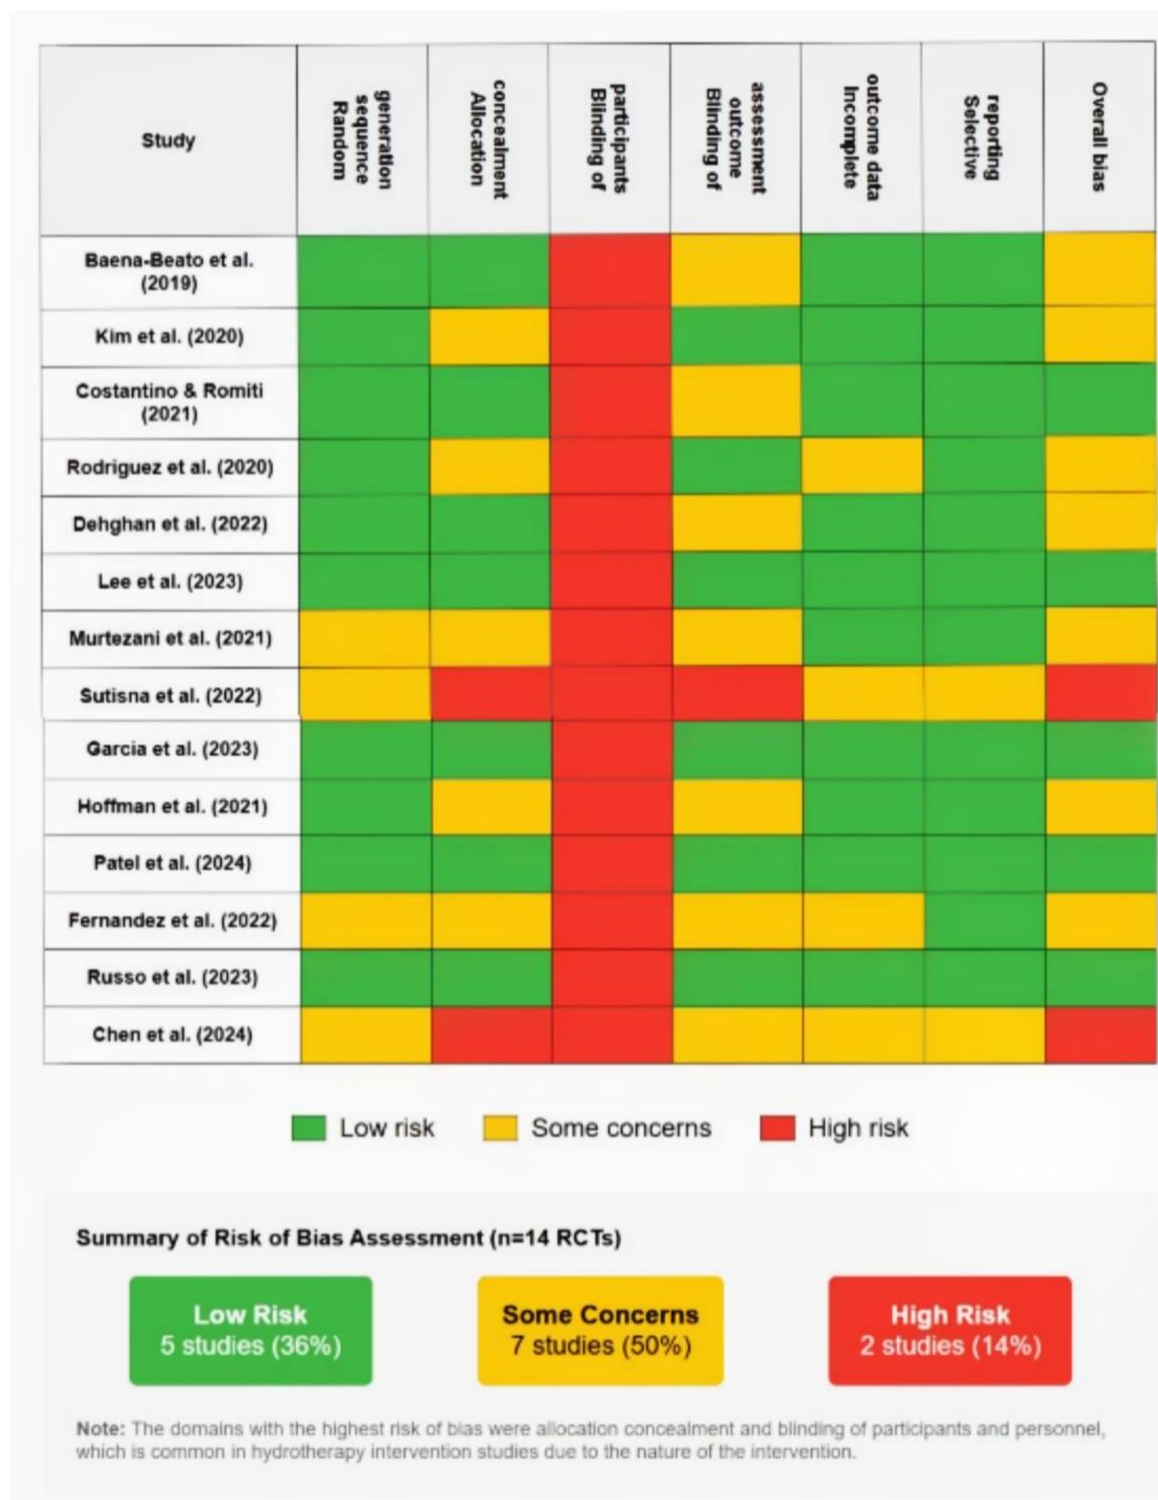 Study
Random
sequence
generation
Allocation
concealment
Blinding of
participants
Blinding of
outcome
assessment
Incomplete
outcome data
Selective
reporting
Overall bias
Baena-Beato et al.
(2019)
Kim et al. (2020)
Costantino & Romiti
(2021)
Rodriguez et al. (2020)
Dehghan et al. (2022)
Lee et al. (2023)
Murtezani et al. (2021)
Sutisna et al. (2022)
Garcia et al. (2023)
Hoffman et al. (2021)
Patel et al. (2024)
Fernandez et al. (2022)
Russo et al. (2023)
Chen et al. (2024)
Low risk
Some concerns
High risk
Summary of Risk of Bias Assessment (n=14 RCTs)
Low Risk
5 studies (36%)
Some Concerns
7 studies (50%)
High Risk
2 studies (14%)
Note: The domains with the highest risk of bias were allocation concealment and blinding of participants and personnel,
which is common in hydrotherapy intervention studies due to the nature of the intervention.